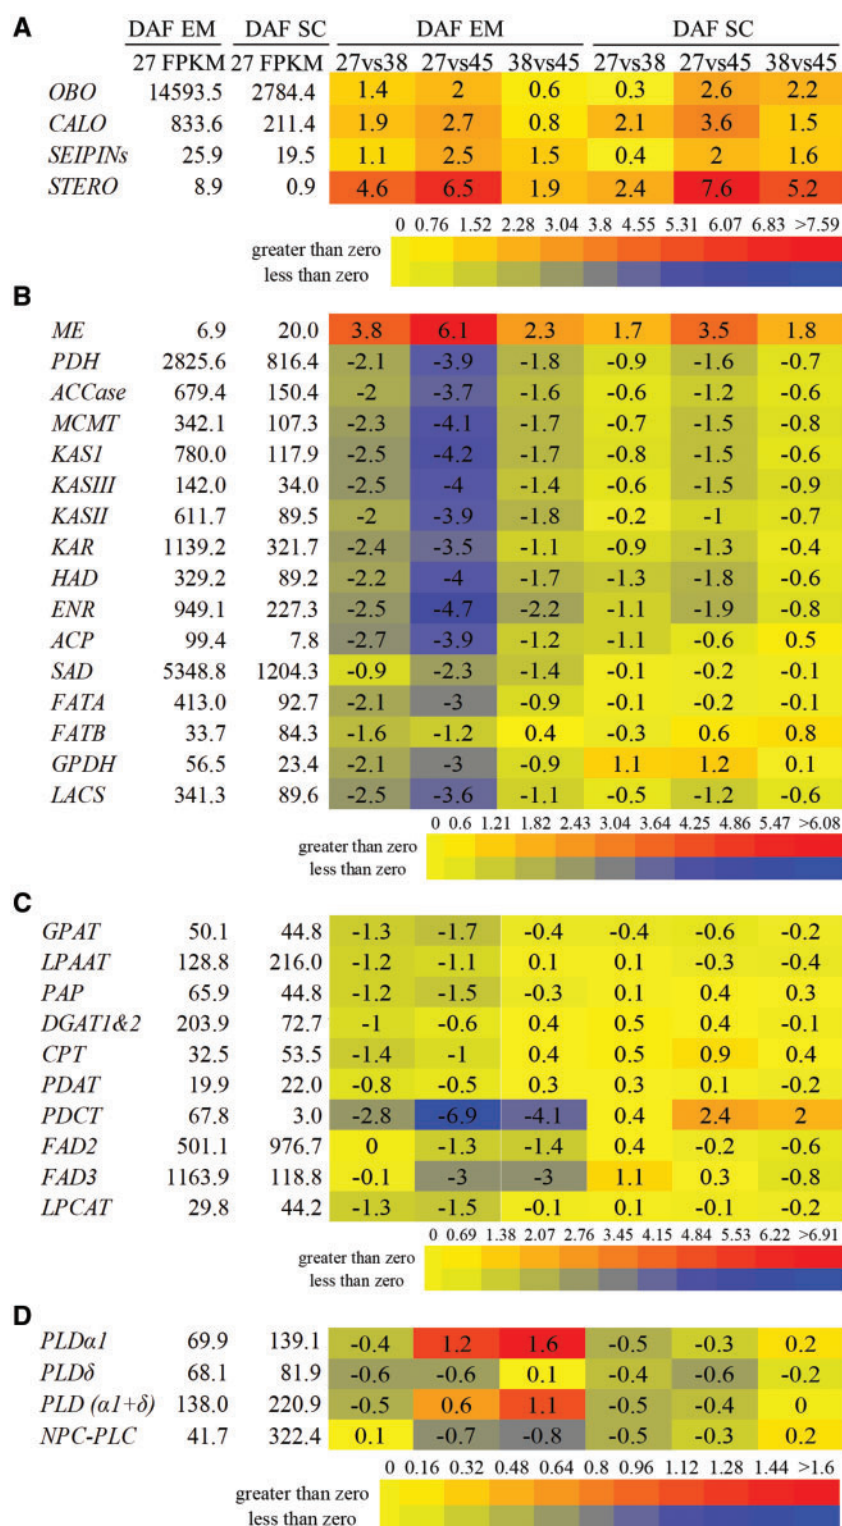 A
DAF EM DAF SC DAF EM DAF SC
27 FPKM 27 FPKM 27vs38 27vs45 38vs45 27vs38 27vs45 38vs45
OBO 14593.5 2784.4 1.4 2 0.6 0.3 2.6 2.2
CALO 833.6 211.4 1.9 2.7 0.8 2.1 3.6 1.5
SEIPINs 25.9 19.5 1.1 2.5 1.5 0.4 2 1.6
STERO 8.9 0.9 4.6 6.5 1.9 2.4 7.6 5.2
0 0.76 1.52 2.28 3.04 3.8 4.55 5.31 6.07 6.83 >7.59
greater than zero
less than zero
B
ME 6.9 20.0 3.8 6.1 2.3 1.7 3.5 1.8
PDH 2825.6 816.4 -2.1 -3.9 -1.8 -0.9 -1.6 -0.7
ACCase 679.4 150.4 -2 -3.7 -1.6 -0.6 -1.2 -0.6
MCMT 342.1 107.3 -2.3 -4.1 -1.7 -0.7 -1.5 -0.8
KAS1 780.0 117.9 -2.5 -4.2 -1.7 -0.8 -1.5 -0.6
KASIII 142.0 34.0 -2.5 -4 -1.4 -0.6 -1.5 -0.9
KASII 611.7 89.5 -2 -3.9 -1.8 -0.2 -1 -0.7
KAR 1139.2 321.7 -2.4 -3.5 -1.1 -0.9 -1.3 -0.4
HAD 329.2 89.2 -2.2 -4 -1.7 -1.3 -1.8 -0.6
ENR 949.1 227.3 -2.5 -4.7 -2.2 -1.1 -1.9 -0.8
ACP 99.4 7.8 -2.7 -3.9 -1.2 -1.1 -0.6 0.5
SAD 5348.8 1204.3 -0.9 -2.3 -1.4 -0.1 -0.2 -0.1
FATA 413.0 92.7 -2.1 -3 -0.9 -0.1 -0.2 -0.1
FATB 33.7 84.3 -1.6 -1.2 0.4 -0.3 0.6 0.8
GPDH 56.5 23.4 -2.1 -3 -0.9 1.1 1.2 0.1
LACS 341.3 89.6 -2.5 -3.6 -1.1 -0.5 -1.2 -0.6
0 0.6 1.21 1.82 2.43 3.04 3.64 4.25 4.86 5.47 >6.08
greater than zero
less than zero
C
GPAT 50.1 44.8 -1.3 -1.7 -0.4 -0.4 -0.6 -0.2
LPAAT 128.8 216.0 -1.2 -1.1 0.1 0.1 -0.3 -0.4
PAP 65.9 44.8 -1.2 -1.5 -0.3 0.1 0.4 0.3
DGAT1&2 203.9 72.7 -1 -0.6 0.4 0.5 0.4 -0.1
CPT 32.5 53.5 -1.4 -1 0.4 0.5 0.9 0.4
PDAT 19.9 22.0 -0.8 -0.5 0.3 0.3 0.1 -0.2
PDCT 67.8 3.0 -2.8 -6.9 -4.1 0.4 2.4 2
FAD2 501.1 976.7 0 -1.3 -1.4 0.4 -0.2 -0.6
FAD3 1163.9 118.8 -0.1 -3 -3 1.1 0.3 -0.8
LPCAT 29.8 44.2 -1.3 -1.5 -0.1 0.1 -0.1 -0.2
0 0.69 1.38 2.07 2.76 3.45 4.15 4.84 5.53 6.22 >6.91
greater than zero
less than zero
D
PLDα1 69.9 139.1 -0.4 1.2 1.6 -0.5 -0.3 0.2
PLDδ 68.1 81.9 -0.6 -0.6 0.1 -0.4 -0.6 -0.2
PLD (α1+δ) 138.0 220.9 -0.5 0.6 1.1 -0.5 -0.4 0
NPC-PLC 41.7 322.4 0.1 -0.7 -0.8 -0.5 -0.3 0.2
0 0.16 0.32 0.48 0.64 0.8 0.96 1.12 1.28 1.44 >1.6
greater than zero
less than zero